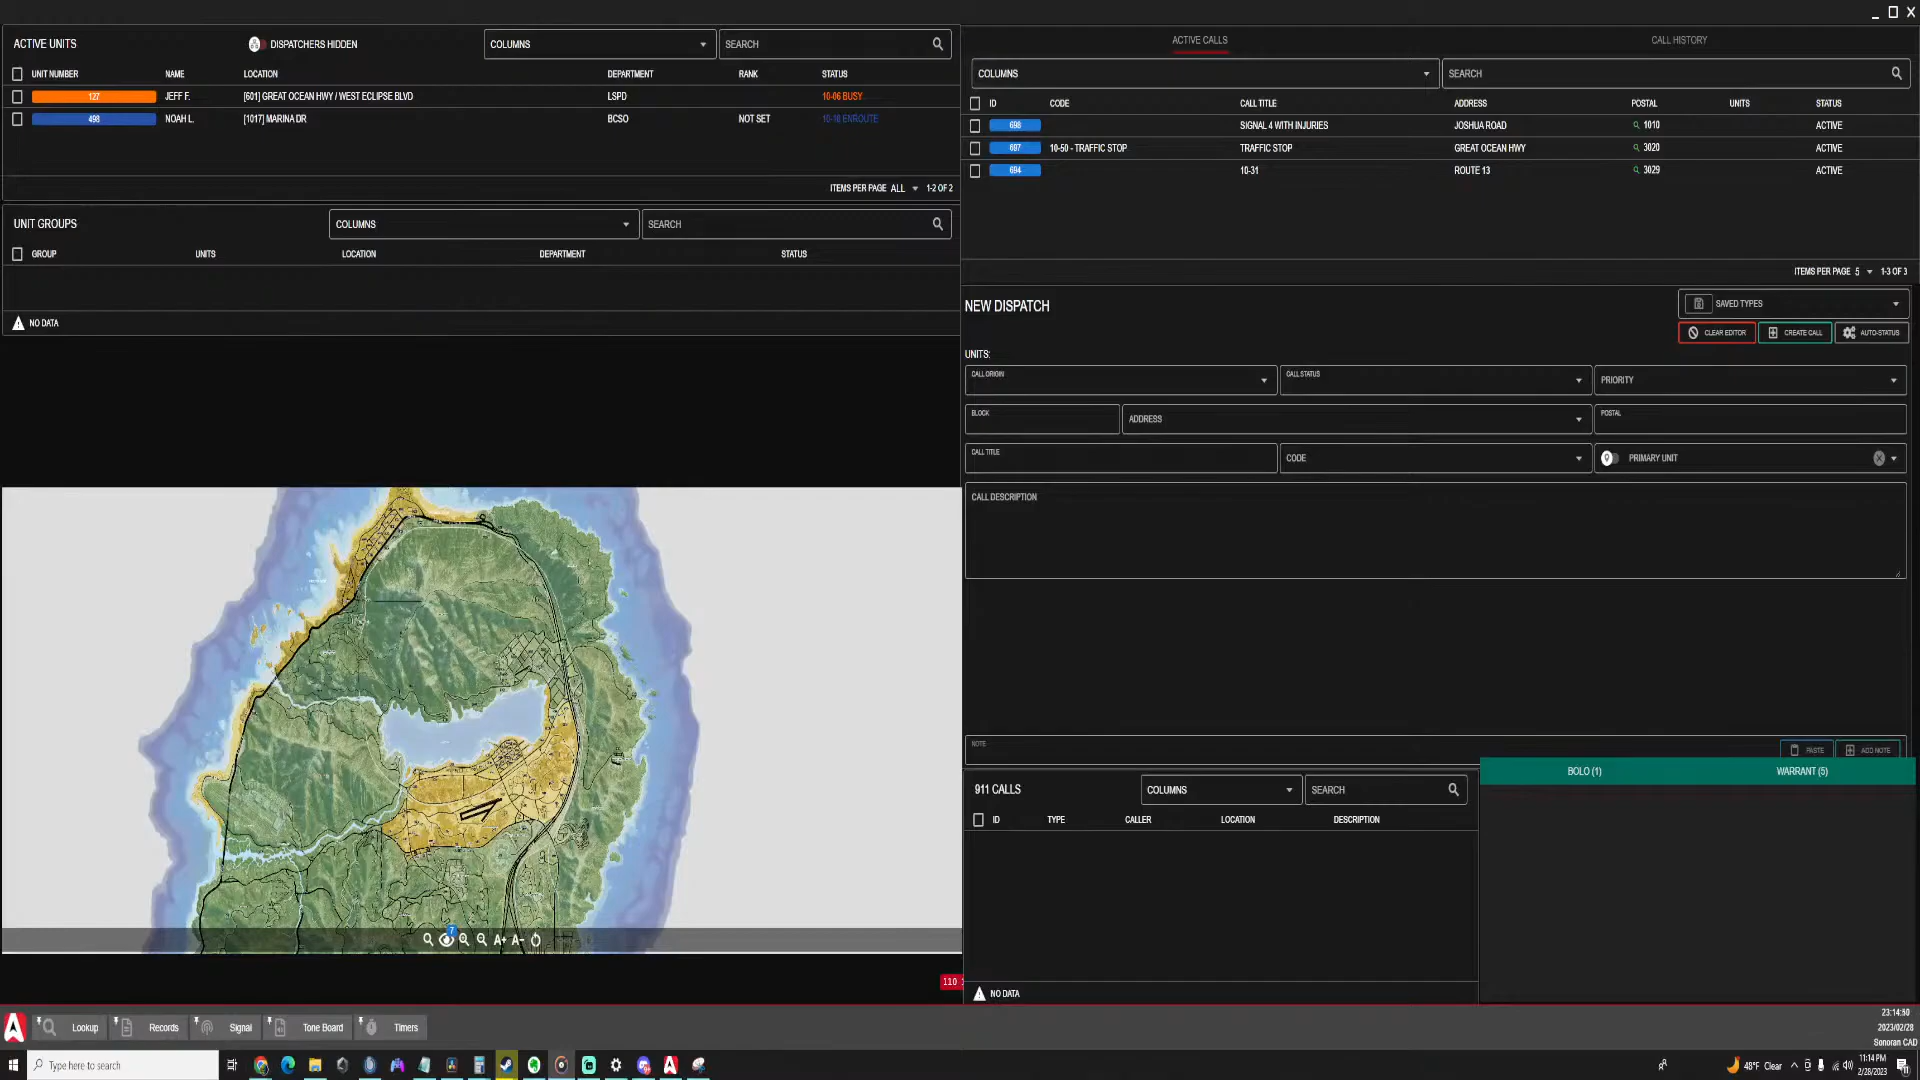 ACTIVE UNITS
DISPATCHERS HIDDEN
COLUMNS
SEARCH
UNIT NUMBER NAME LOCATION DEPARTMENT RANK STATUS
127 JEFF F. [601] GREAT OCEAN HWY / WEST ECLIPSE BLVD LSPD 10-06 BUSY
498 NOAH L. [1017] MARINA DR BCSO NOT SET 10-18 ENROUTE
ITEMS PER PAGE ALL 1-2 OF 2
UNIT GROUPS
COLUMNS
SEARCH
GROUP UNITS LOCATION DEPARTMENT STATUS
NO DATA
ACTIVE CALLS
CALL HISTORY
COLUMNS
SEARCH
ID CODE CALL TITLE ADDRESS POSTAL UNITS STATUS
698 SIGNAL 4 WITH INJURIES JOSHUA ROAD 1010 ACTIVE
697 10-50 - TRAFFIC STOP TRAFFIC STOP GREAT OCEAN HWY 3020 ACTIVE
694 10-31 ROUTE 13 3029 ACTIVE
ITEMS PER PAGE 5 1-3 OF 3
NEW DISPATCH
SAVED TYPES
CLEAR EDITOR
CREATE CALL
AUTO-STATUS
UNITS:
CALL ORIGIN
CALL STATUS
PRIORITY
BLOCK
ADDRESS
POSTAL
CALL TITLE
CODE
PRIMARY UNIT
CALL DESCRIPTION
NOTE
PASTE
ADD NOTE
911 CALLS
COLUMNS
SEARCH
ID TYPE CALLER LOCATION DESCRIPTION
NO DATA
BOLO (1)
WARRANT (5)
7
A+ A-
110
Lookup
Records
Signal
Tone Board
Timers
23:14:50
2023/02/28
Sonoran CAD
Type here to search
48°F Clear
11:14 PM
2/28/2023